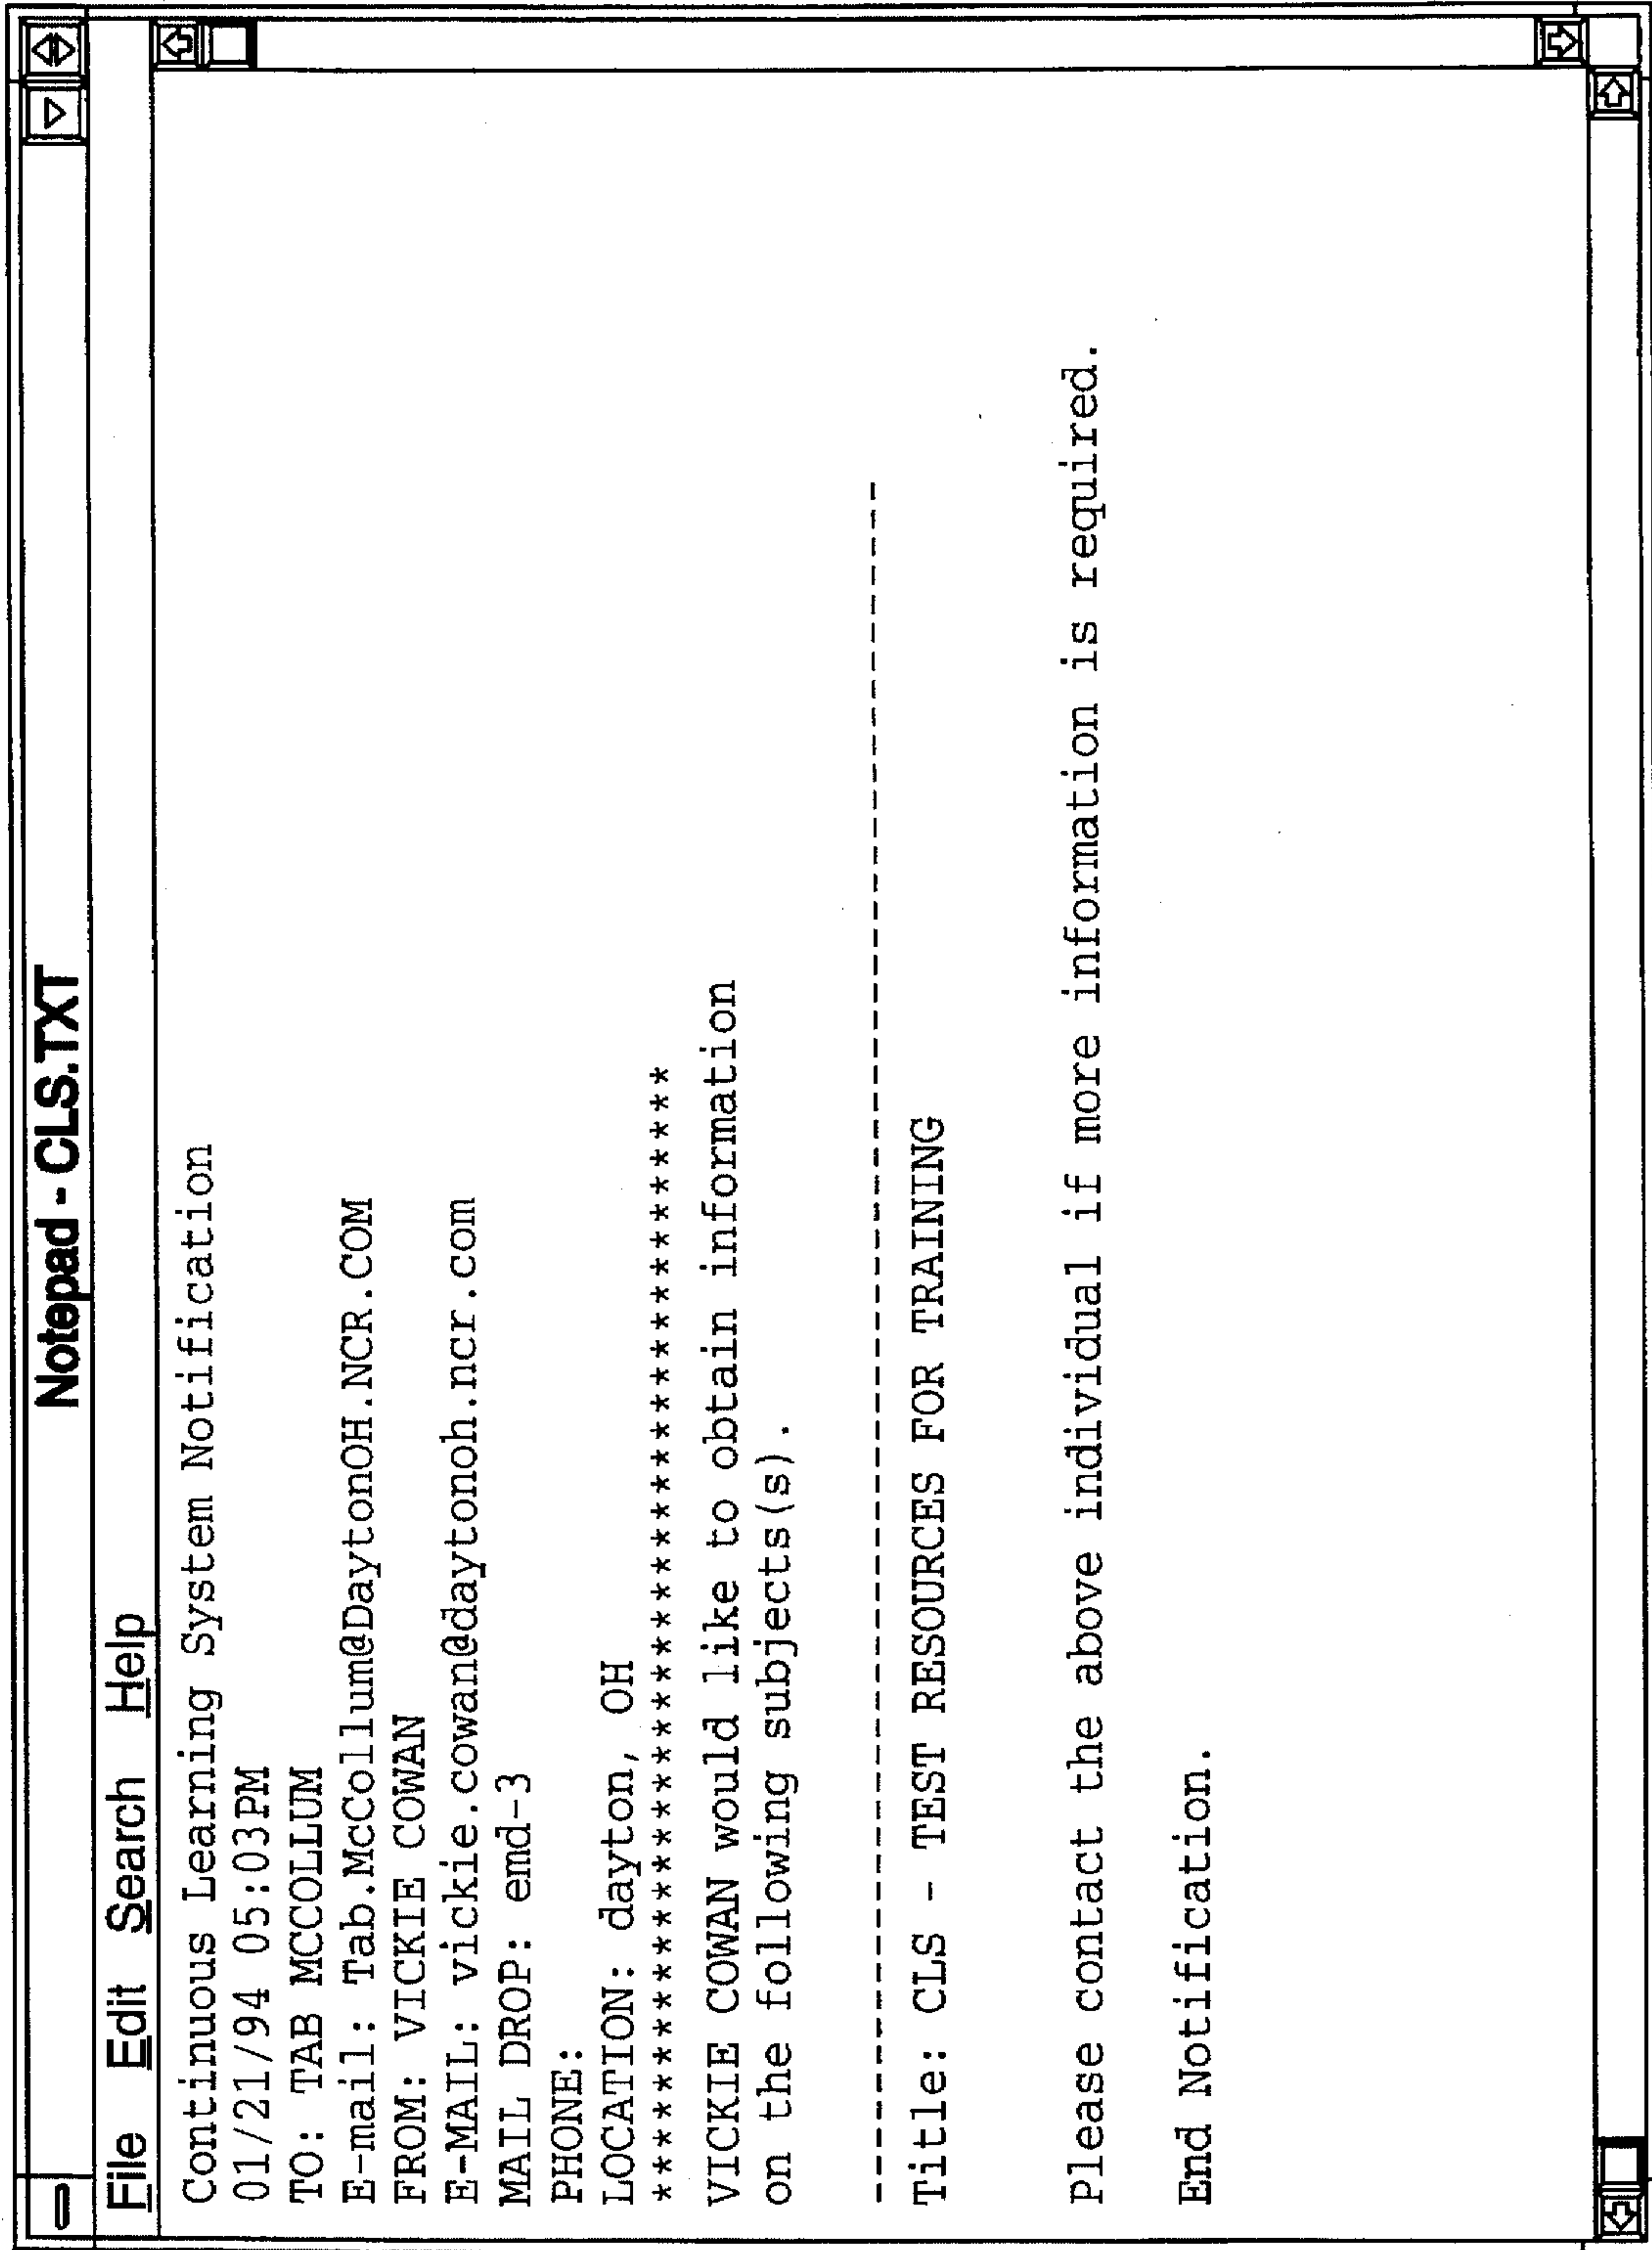 Notepad - CLS.TXT
File Edit Search Help
Continuous Learning System Notification
01/21/94 05:03PM
TO: TAB MCCOLLUM
E-mail: Tab.McCollum@DaytonOH.NCR.COM
FROM: VICKIE COWAN
E-MAIL: vickie.cowan@daytonoh.ncr.com
MAIL DROP: emd-3
PHONE:
LOCATION: dayton, OH
******************************************
VICKIE COWAN would like to obtain information
on the following subjects(s).
------------------------------------------------------------
Title: CLS - TEST RESOURCES FOR TRAINING
Please contact the above individual if more information is required.
End Notification.